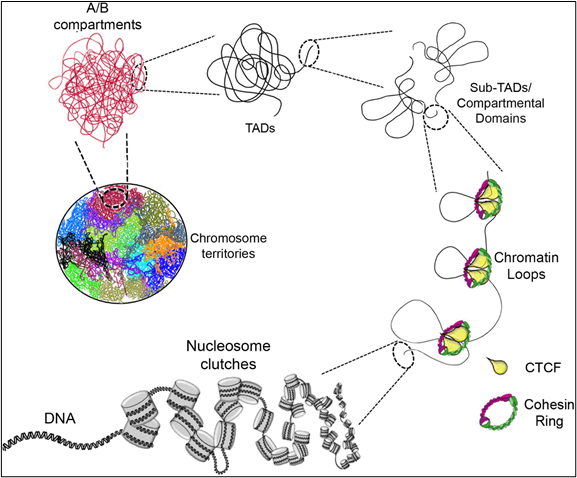 A/B
compartments
TADs
Sub-TADs/
Compartmental
Domains
Chromosome
territories
Chromatin
Loops
Nucleosome
clutches
CTCF
DNA
Cohesin
Ring